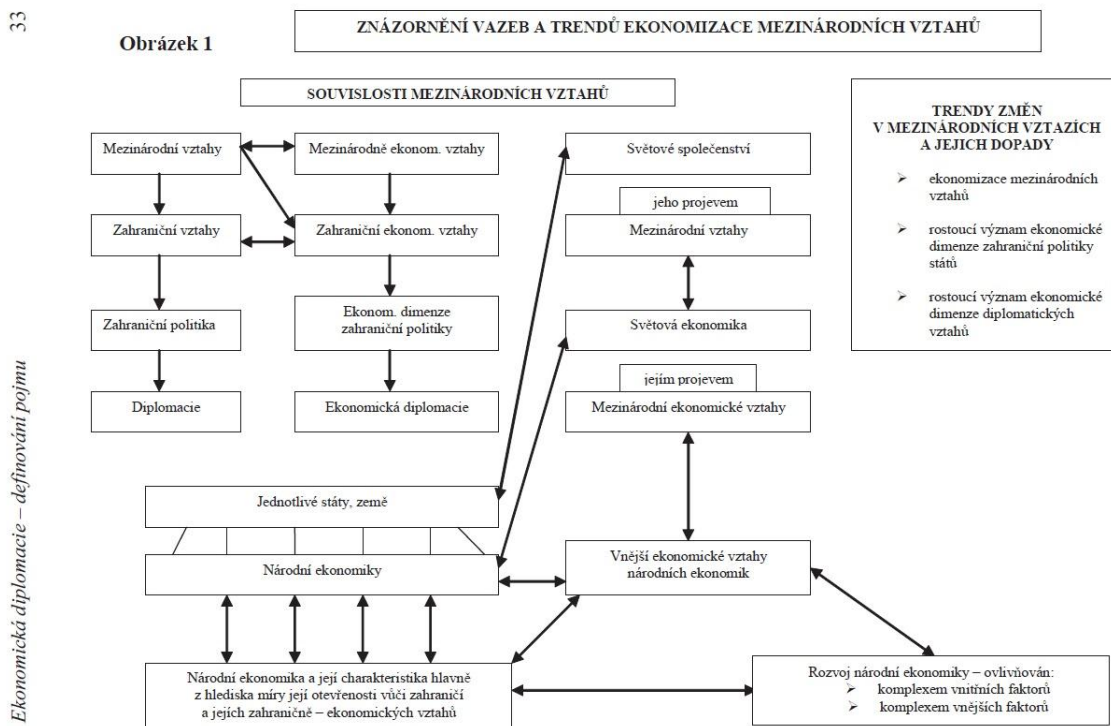 33
Ekonomická diplomacie – definování pojmu
Obrázek 1
ZNÁZORNĚNÍ VAZEB A TRENDŮ EKONOMIZACE MEZINÁRODNÍCH VZTAHŮ
SOUVISLOSTI MEZINÁRODNÍCH VZTAHŮ
Mezinárodní vztahy
Mezinárodně ekonom. vztahy
Zahraniční vztahy
Zahraniční ekonom. vztahy
Zahraniční politika
Ekonom. dimenze
zahraniční politiky
Diplomacie
Ekonomická diplomacie
Světové společenství
jeho projevem
Mezinárodní vztahy
Světová ekonomika
jejím projevem
Mezinárodní ekonomické vztahy
TRENDY ZMĚN
V MEZINÁRODNÍCH VZTAZÍCH
A JEJICH DOPADY
➢ ekonomizace mezinárodních
vztahů
➢ rostoucí význam ekonomické
dimenze zahraniční politiky
států
➢ rostoucí význam ekonomické
dimenze diplomatických
vztahů
Jednotlivé státy, země
Národní ekonomiky
Vnější ekonomické vztahy
národních ekonomik
Národní ekonomika a její charakteristika hlavně
z hlediska míry její otevřenosti vůči zahraničí
a jejích zahraničně – ekonomických vztahů
Rozvoj národní ekonomiky – ovlivňován:
➢ komplexem vnitřních faktorů
➢ komplexem vnějších faktorů